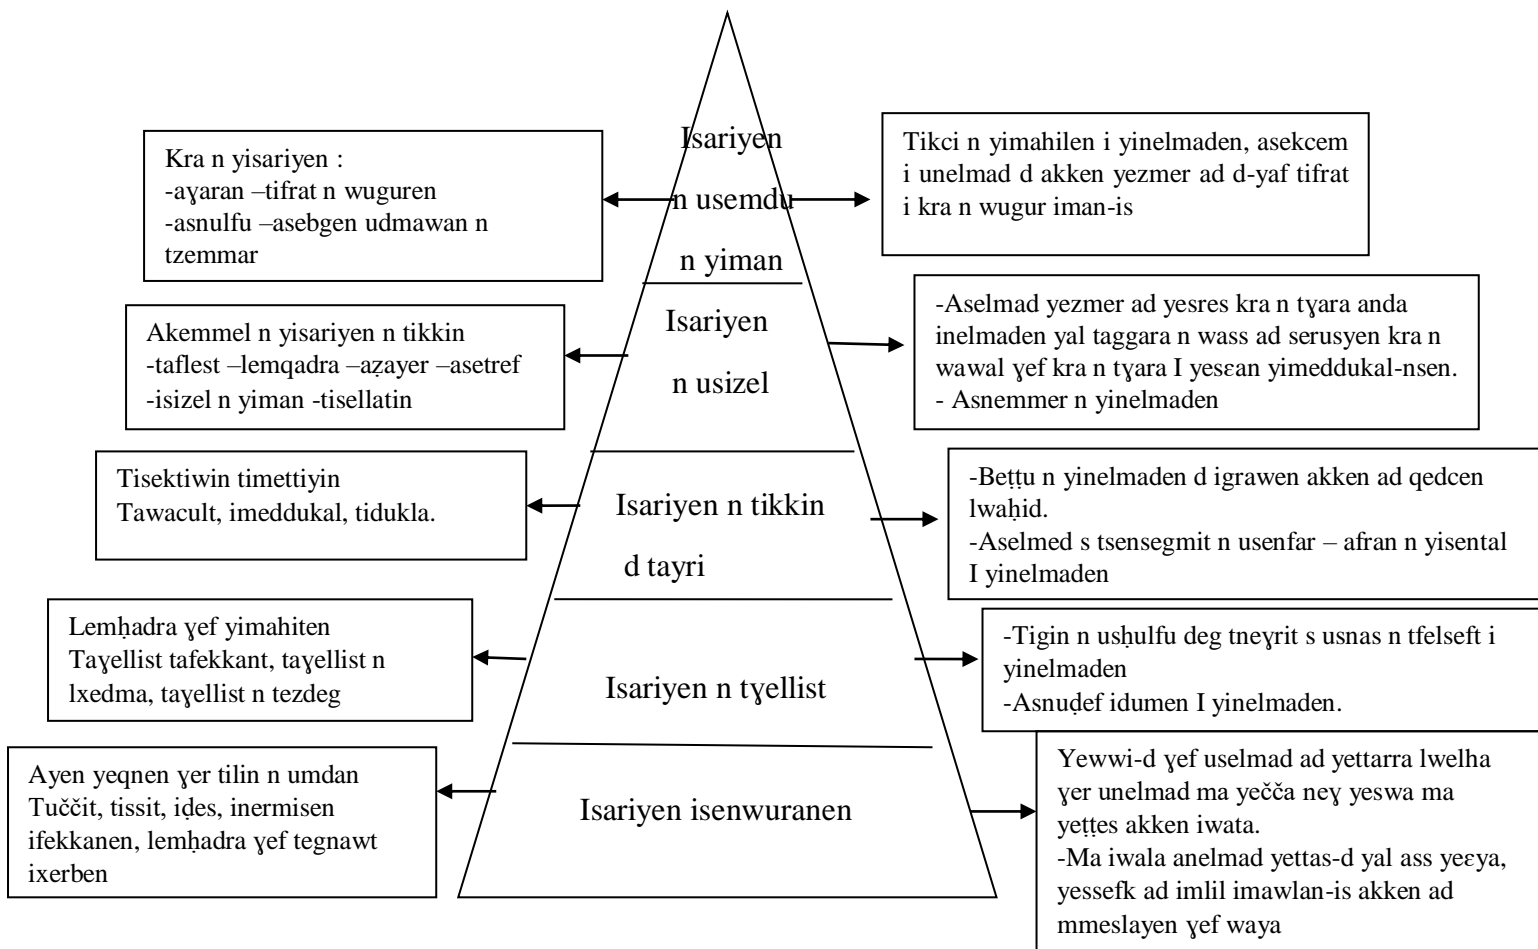 Isariyen
n usemdu
n yiman
Kra n yisariyen :
-aɣaran –tifrat n wuguren
-asnulfu –asebgen udmawan n
tzemmar
Tikci n yimahilen i yinelmaden, asekcem
i unelmad d akken yezmer ad d-yaf tifrat
i kra n wugur iman-is
Isariyen
n usizel
Akemmel n yisariyen n tikkin
-taflest –lemqadra –aẓayer –asetref
-isizel n yiman -tisellatin
-Aselmad yezmer ad yesres kra n tɣara anda
inelmaden yal taggara n wass ad serusyen kra n
wawal ɣef kra n tɣara I yesɛan yimeddukal-nsen.
- Asnemmer n yinelmaden
Isariyen n tikkin
d tayri
Tisektiwin timettiyin
Tawacult, imeddukal, tidukla.
-Beṭṭu n yinelmaden d igrawen akken ad qedcen
lwaḥid.
-Aselmed s tsensegmit n usenfar – afran n yisental
I yinelmaden
Isariyen n tɣellist
Lemḥadra ɣef yimahiten
Taɣellist tafekkant, taɣellist n
lxedma, taɣellist n tezdeg
-Tigin n usḥulfu deg tneɣrit s usnas n tfelseft i
yinelmaden
-Asnuḍef idumen I yinelmaden.
Isariyen isenwuranen
Ayen yeqnen ɣer tilin n umdan
Tuččit, tissit, iḍes, inermisen
ifekkanen, lemḥadra ɣef tegnawt
ixerben
Yewwi-d ɣef uselmad ad yettarra lwelha
ɣer unelmad ma yečča neɣ yeswa ma
yeṭṭes akken iwata.
-Ma iwala anelmad yettas-d yal ass yeɛya,
yessefk ad imlil imawlan-is akken ad
mmeslayen ɣef waya